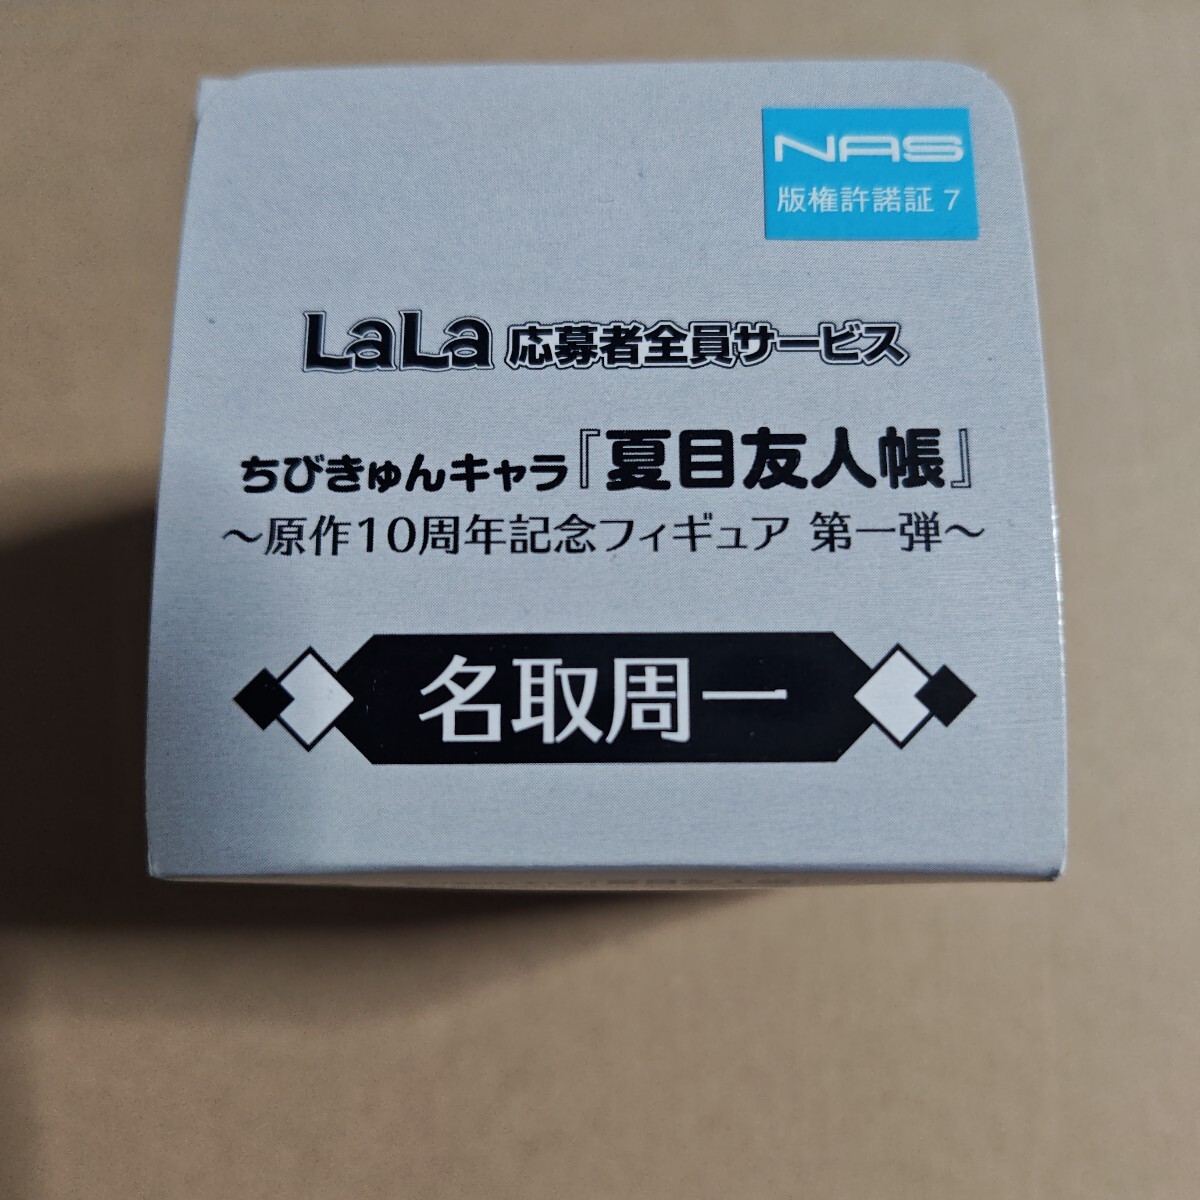 NAS
版権許諾証 7
LaLa 応募者全員サービス
ちびきゅんキャラ『夏目友人帳』
～原作10周年記念フィギュア 第一弾～
名取周一